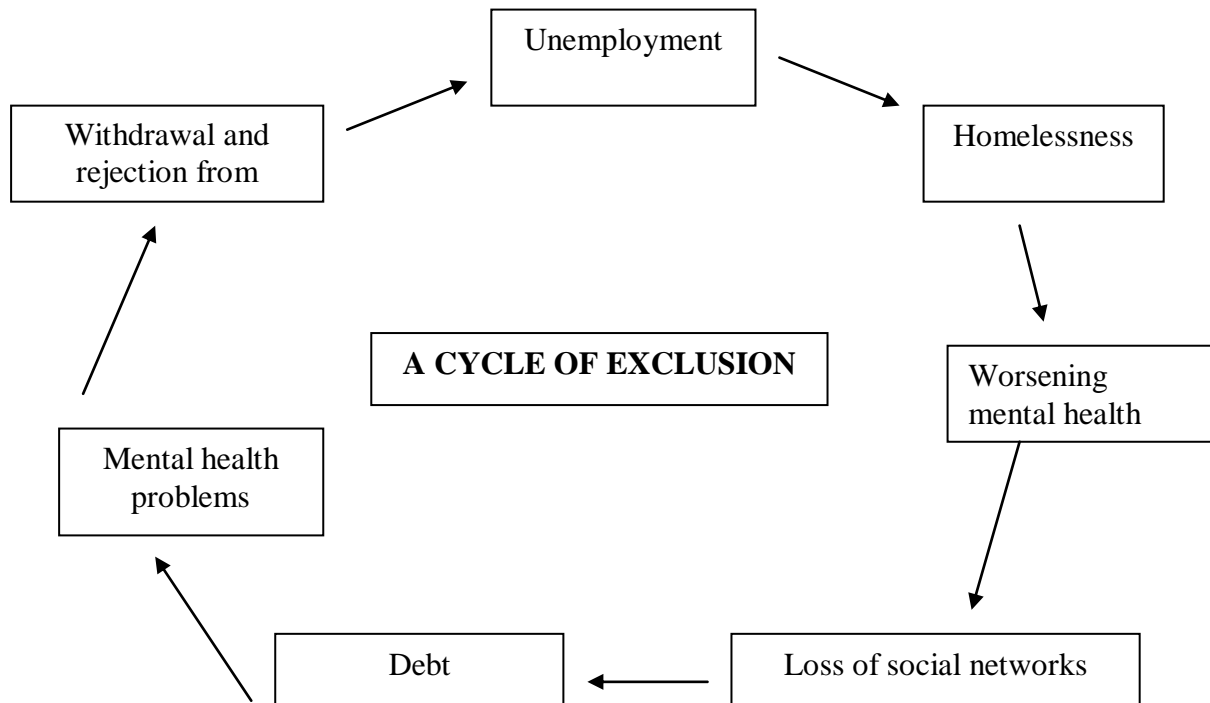 Unemployment
Withdrawal and
rejection from
Homelessness
A CYCLE OF EXCLUSION
Worsening
mental health
Mental health
problems
Debt
Loss of social networks